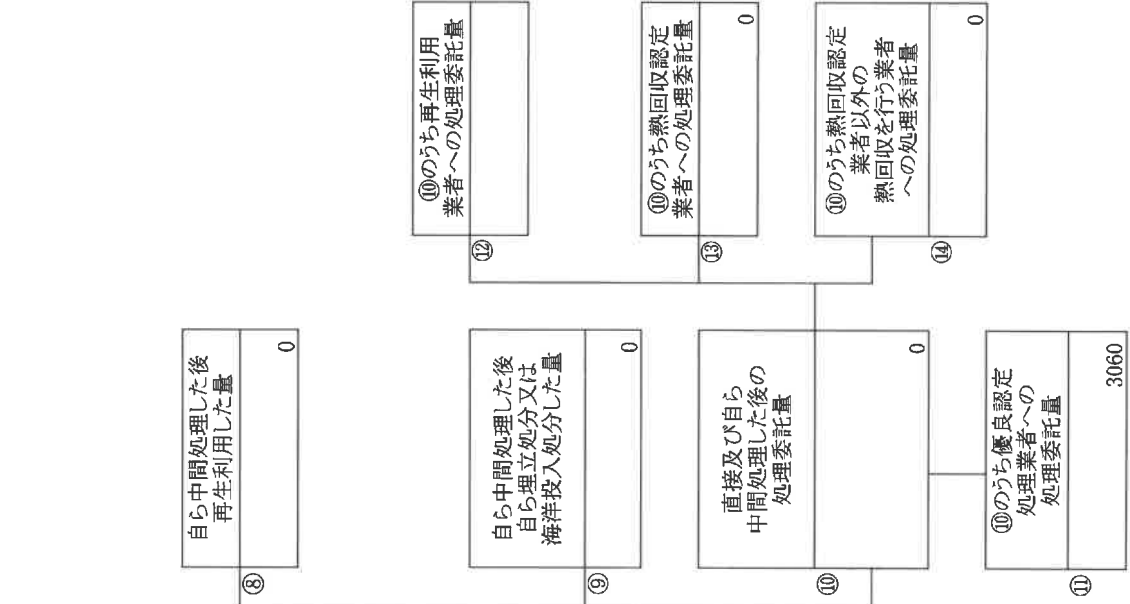 ⑧
自ら中間処理した後
再生利用した量
0
⑨
自ら中間処理した後
自ら埋立処分又は
海洋投入処分した量
0
⑩
直接及び自ら
中間処理した後の
処理委託量
0
⑪
⑩のうち優良認定
処理業者への
処理委託量
3060
⑫
⑩のうち再生利用
業者への処理委託量
⑬
⑩のうち熱回収認定
業者への処理委託量
0
⑭
⑩のうち熱回収認定
業者以外の
熱回収を行う業者
への処理委託量
0